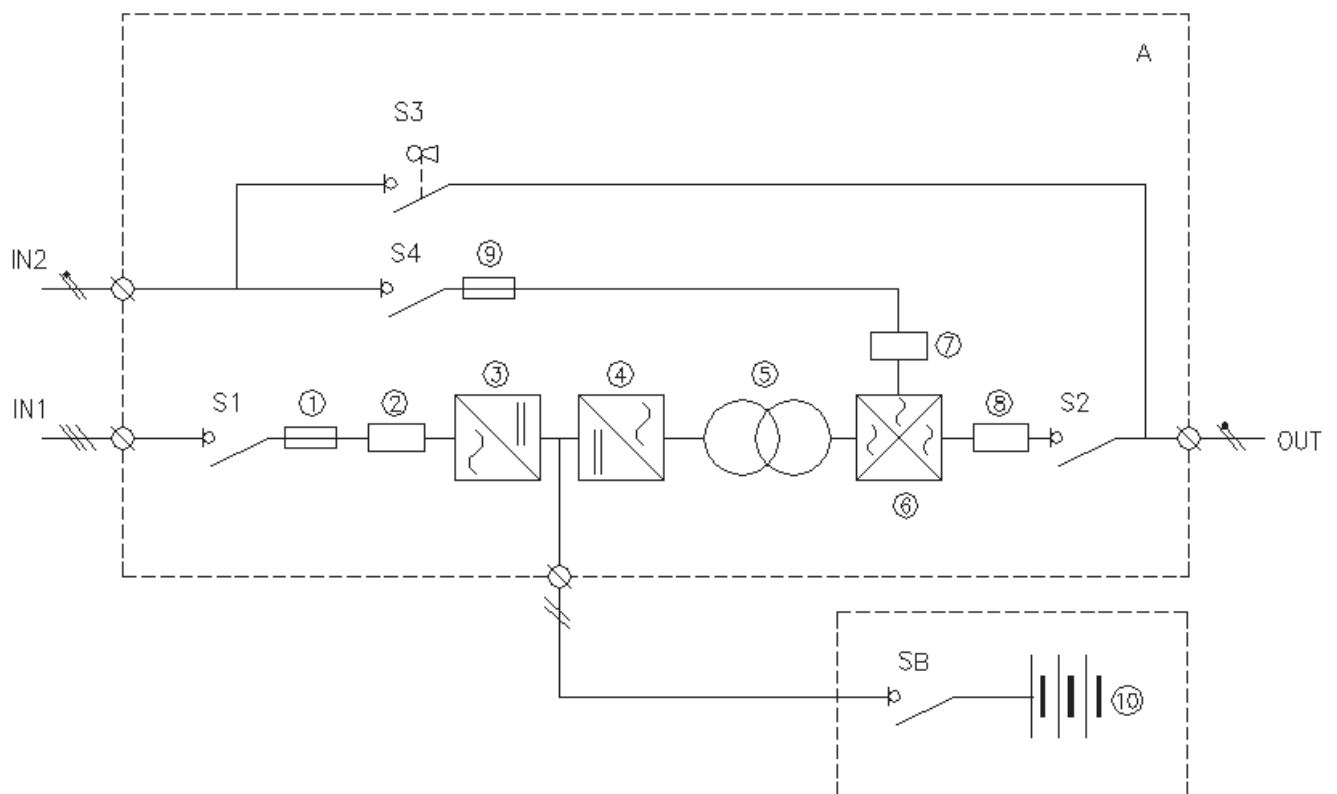 A
S3
IN2
S4
⑨
⑦
IN1
S1
①
②
③
④
⑤
⑧
S2
OUT
⑥
SB
⑩